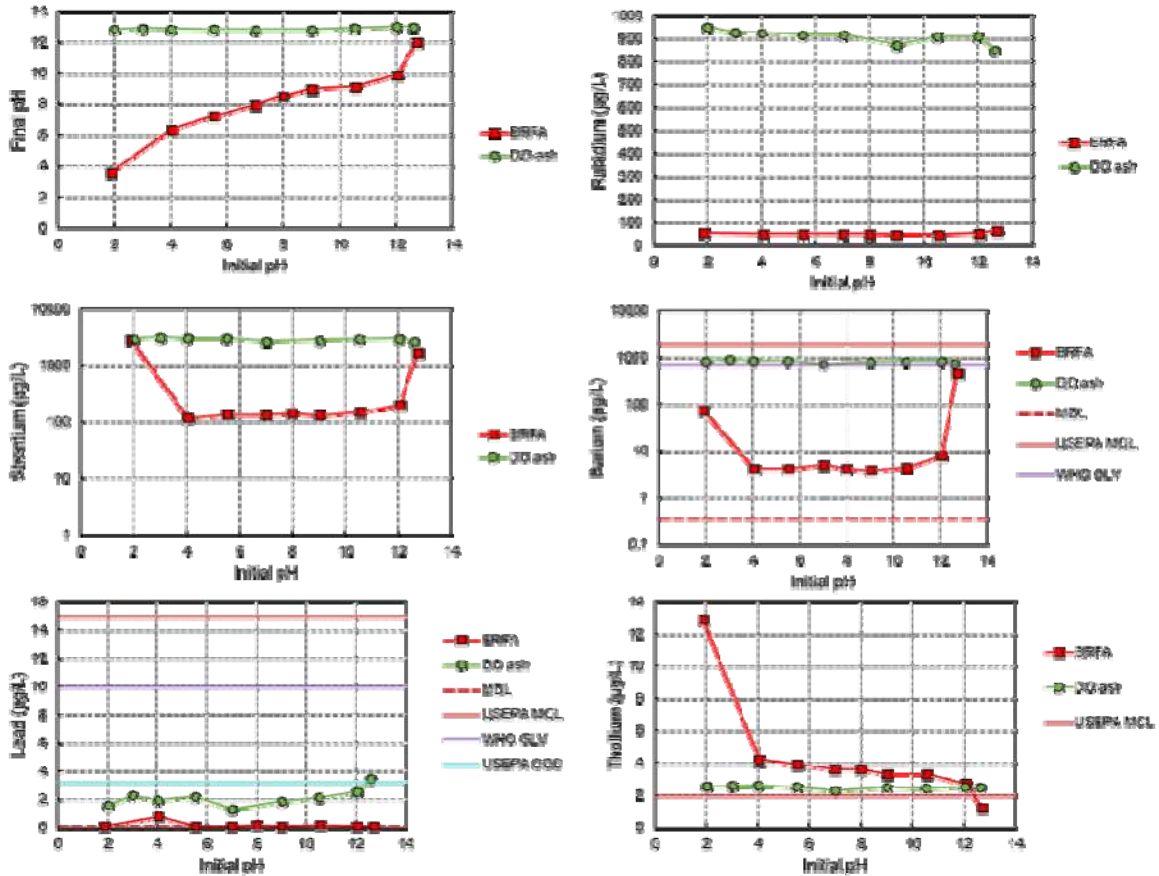 14
12
10
8
6
4
2
0
Final pH
0 2 4 6 8 10 12 14
Initial pH
BRFA
DO ash
1000
900
800
700
600
500
400
300
200
100
0
Rubidium (µg/L)
0 2 4 6 8 10 12 14
Initial pH
BRFA
DO ash
10000
1000
100
10
1
Strontium (µg/L)
0 2 4 6 8 10 12 14
Initial pH
BRFA
DO ash
10000
1000
100
10
1
0.1
Barium (µg/L)
0 2 4 6 8 10 12 14
Initial pH
BRFA
DO ash
MDL
USEPA MCL
WHO GLV
16
14
12
10
8
6
4
2
0
Lead (µg/L)
0 2 4 6 8 10 12 14
Initial pH
BRFA
DO ash
MDL
USEPA MCL
WHO GLV
USEPA CCC
14
12
10
8
6
4
2
0
Thallium (µg/L)
0 2 4 6 8 10 12 14
Initial pH
BRFA
DO ash
USEPA MCL